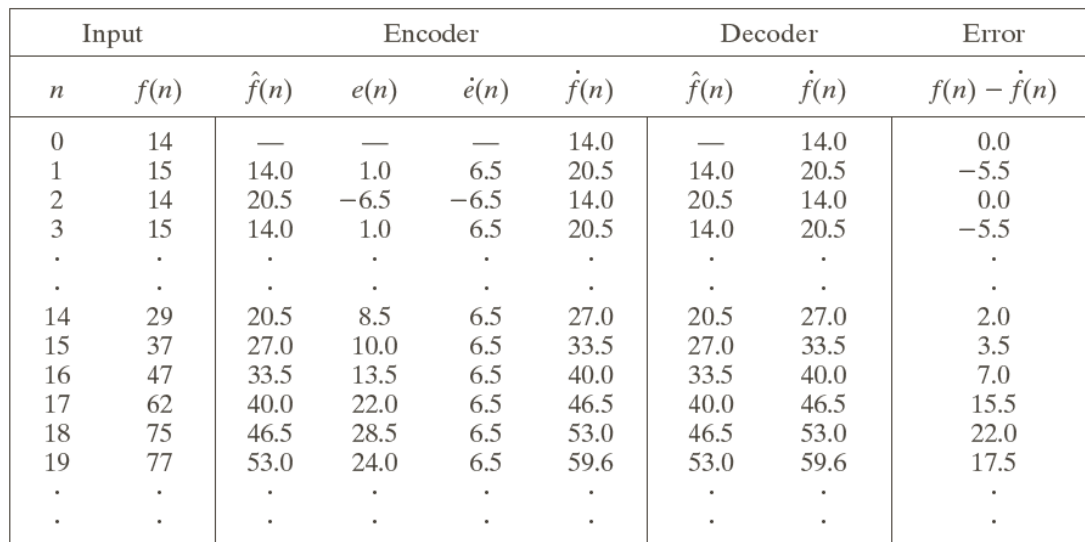 Input Encoder Decoder Error
n f(n) f̂(n) e(n) ė(n) ḟ(n) f̂(n) ḟ(n) f(n) − ḟ(n)
0 14 — — — 14.0 — 14.0 0.0
1 15 14.0 1.0 6.5 20.5 14.0 20.5 −5.5
2 14 20.5 −6.5 −6.5 14.0 20.5 14.0 0.0
3 15 14.0 1.0 6.5 20.5 14.0 20.5 −5.5
. . . . . . . . .
. . . . . . . . .
14 29 20.5 8.5 6.5 27.0 20.5 27.0 2.0
15 37 27.0 10.0 6.5 33.5 27.0 33.5 3.5
16 47 33.5 13.5 6.5 40.0 33.5 40.0 7.0
17 62 40.0 22.0 6.5 46.5 40.0 46.5 15.5
18 75 46.5 28.5 6.5 53.0 46.5 53.0 22.0
19 77 53.0 24.0 6.5 59.6 53.0 59.6 17.5
. . . . . . . . .
. . . . . . . . .